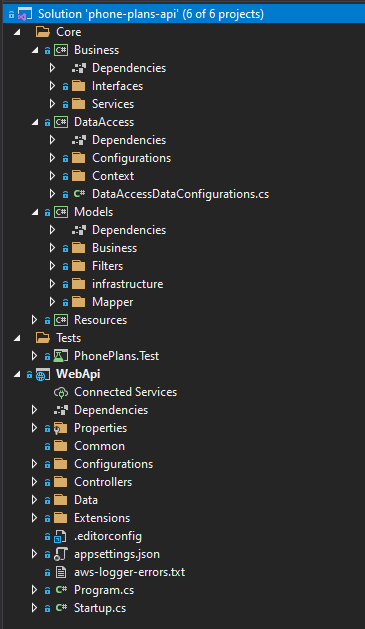 Solution 'phone-plans-api' (6 of 6 projects)
Core
C# Business
Dependencies
Interfaces
Services
C# DataAccess
Dependencies
Configurations
Context
C# DataAccessDataConfigurations.cs
C# Models
Dependencies
Business
Filters
infrastructure
Mapper
C# Resources
Tests
PhonePlans.Test
WebApi
Connected Services
Dependencies
Properties
Common
Configurations
Controllers
Data
Extensions
.editorconfig
appsettings.json
aws-logger-errors.txt
C# Program.cs
C# Startup.cs